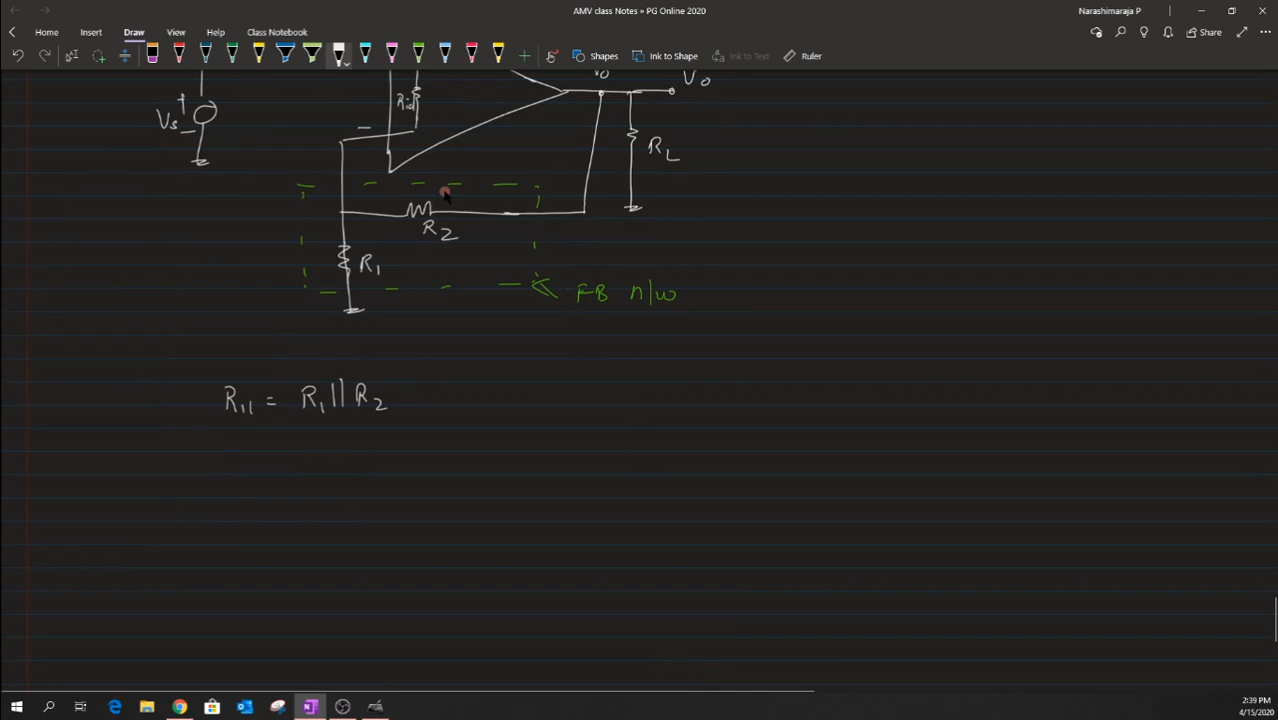 AMV class Notes » PG Online 2020
Narashimaraja P
Home Insert Draw View Help Class Notebook
Share
Shapes Ink to Shape Ink to Text Ruler
Vo
Vs
+
−
Rid
−
RL
R2
R1
FB n/w
R11 = R1||R2
2:39 PM
4/15/2020